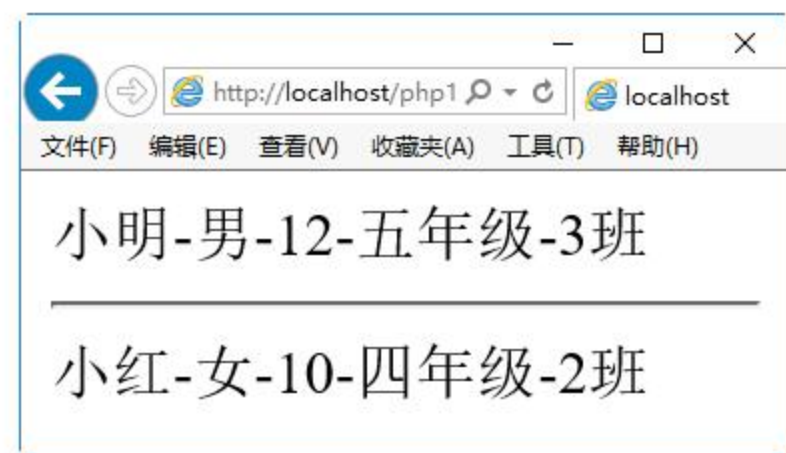 http://localhost/php1 localhost
文件(F) 编辑(E) 查看(V) 收藏夹(A) 工具(T) 帮助(H)
小明-男-12-五年级-3班
小红-女-10-四年级-2班